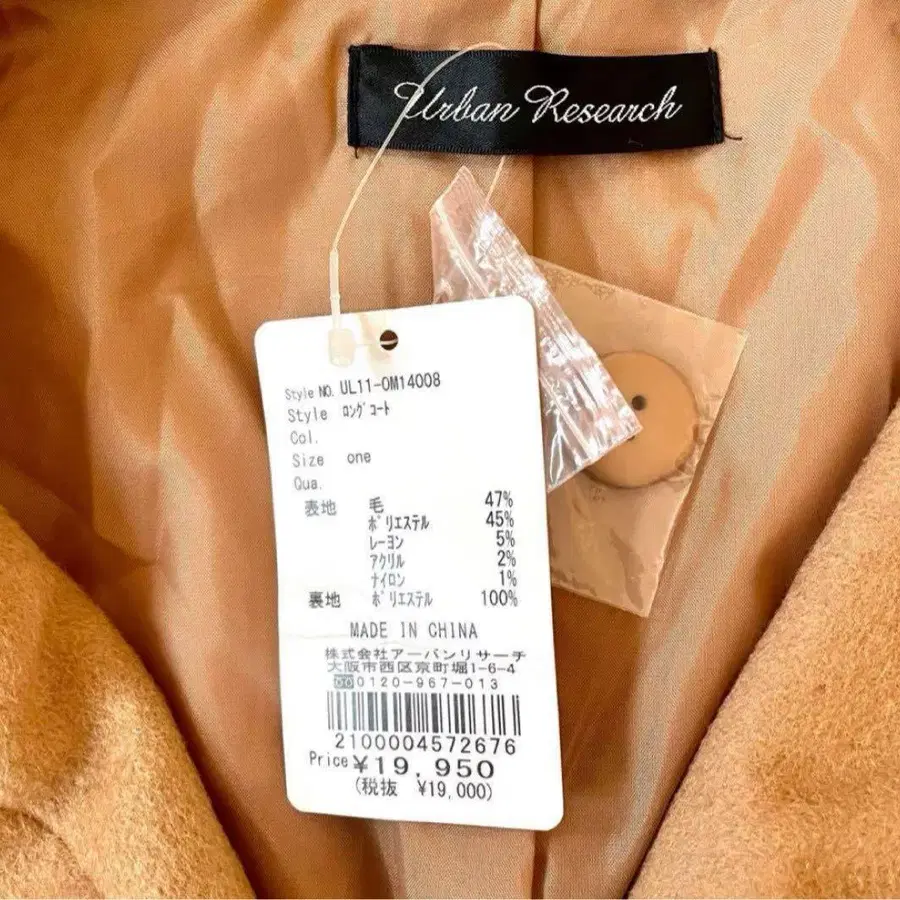 Urban Research
Style NO. UL11-0M14008
Style ロングコート
Col.
Size one
Qua.
表地 毛 47%
ポリエステル 45%
レーヨン 5%
アクリル 2%
ナイロン 1%
裏地 ポリエステル 100%
MADE IN CHINA
株式会社アーバンリサーチ
大阪市西区京町堀1-6-4
0120-967-013
2100004572676
Price ¥19,950
(税抜 ¥19,000)